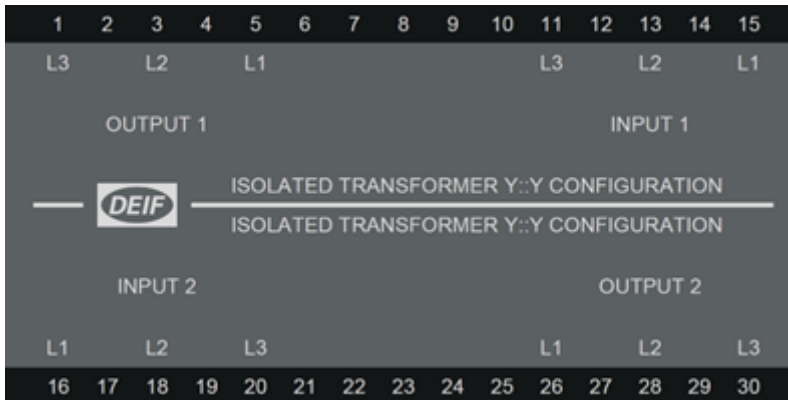 1 2 3 4 5 6 7 8 9 10 11 12 13 14 15
L3 L2 L1 L3 L2 L1
OUTPUT 1 INPUT 1
ISOLATED TRANSFORMER Y::Y CONFIGURATION
DEIF
ISOLATED TRANSFORMER Y::Y CONFIGURATION
INPUT 2 OUTPUT 2
L1 L2 L3 L1 L2 L3
16 17 18 19 20 21 22 23 24 25 26 27 28 29 30